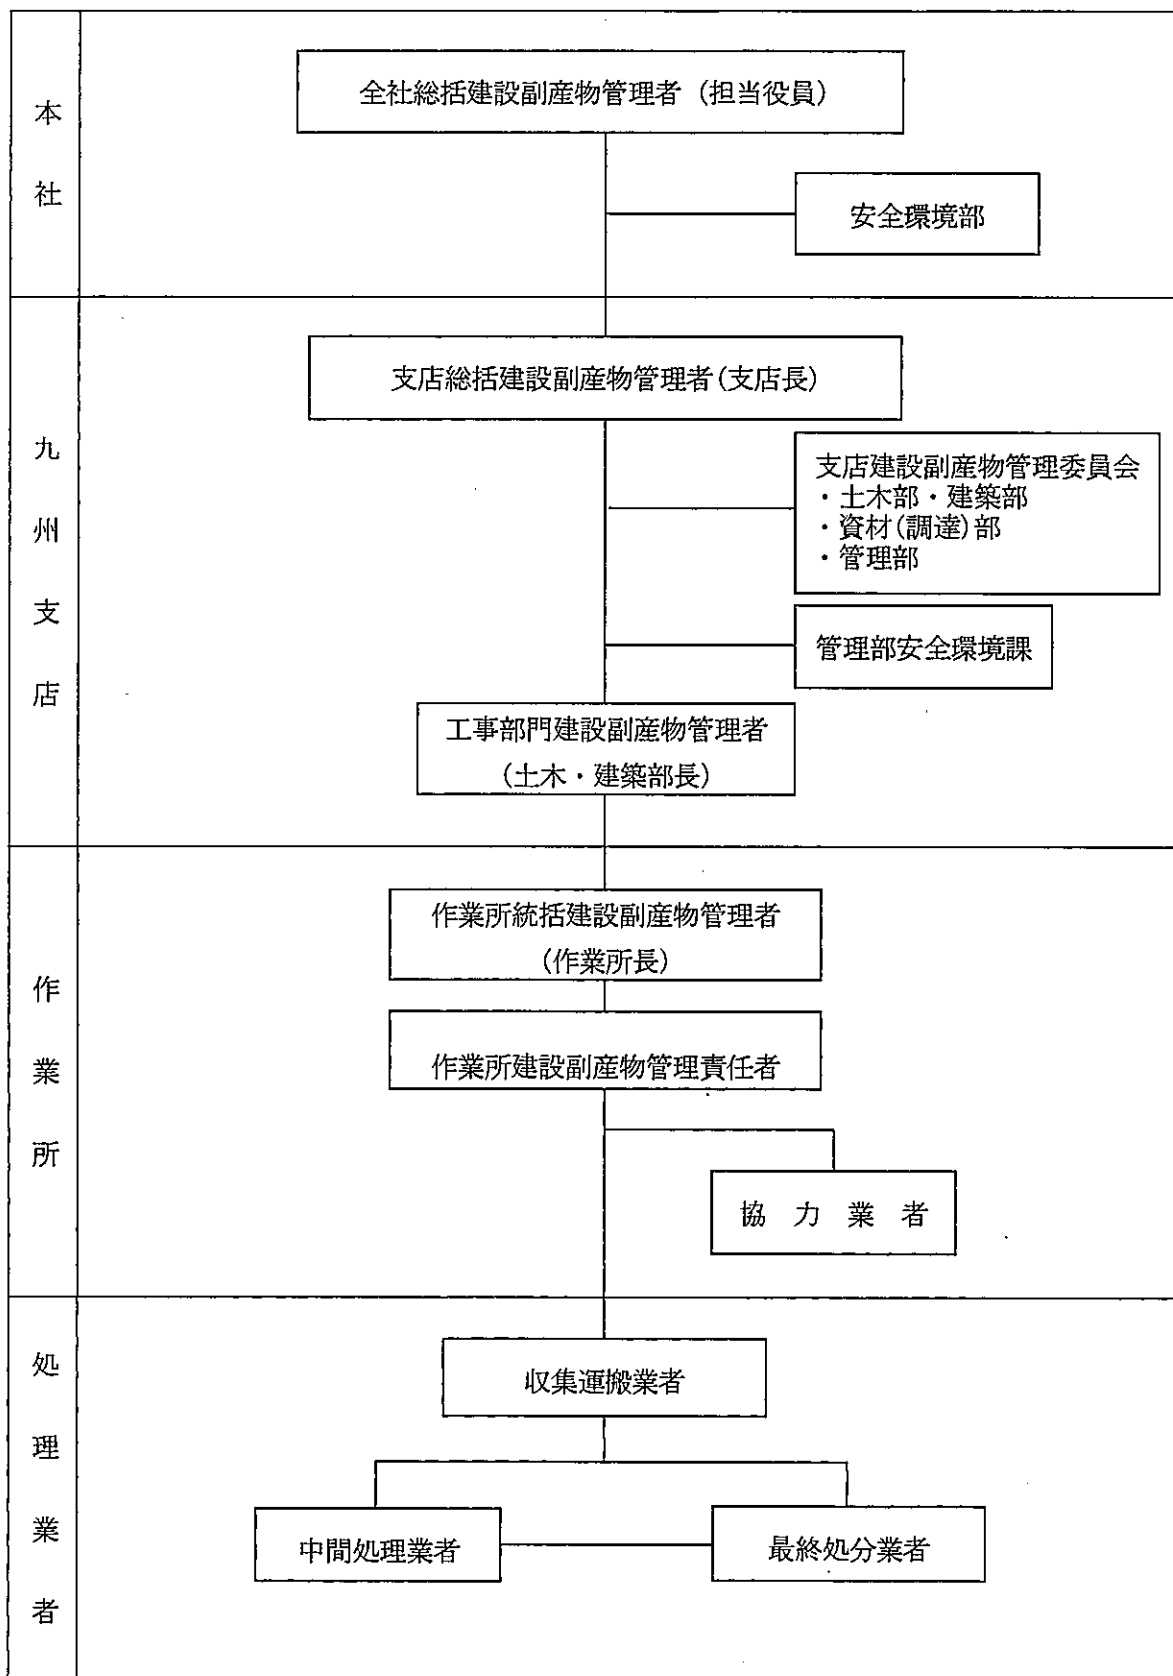 本社
全社総括建設副産物管理者（担当役員）
安全環境部
九州支店
支店総括建設副産物管理者(支店長)
支店建設副産物管理委員会
・土木部・建築部
・資材(調達)部
・管理部
管理部安全環境課
工事部門建設副産物管理者
（土木・建築部長）
作業所
作業所統括建設副産物管理者
（作業所長）
作業所建設副産物管理責任者
協　力　業　者
処理業者
収集運搬業者
中間処理業者
最終処分業者